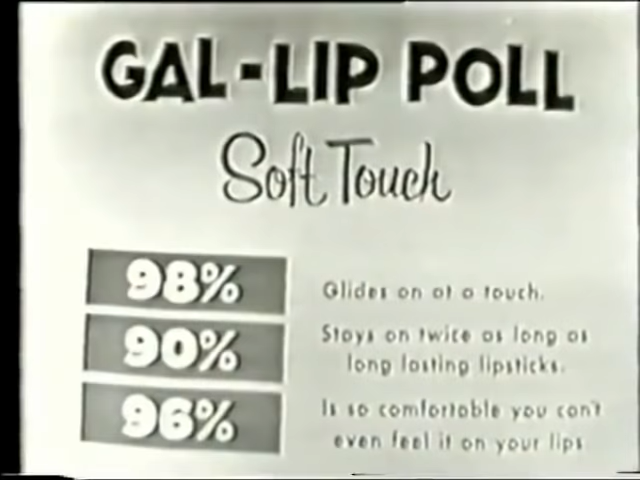 GAL-LIP POLL
Soft Touch
98% Glides on at a touch.
90% Stays on twice as long as
long lasting lipsticks.
96% Is so comfortable you can't
even feel it on your lips